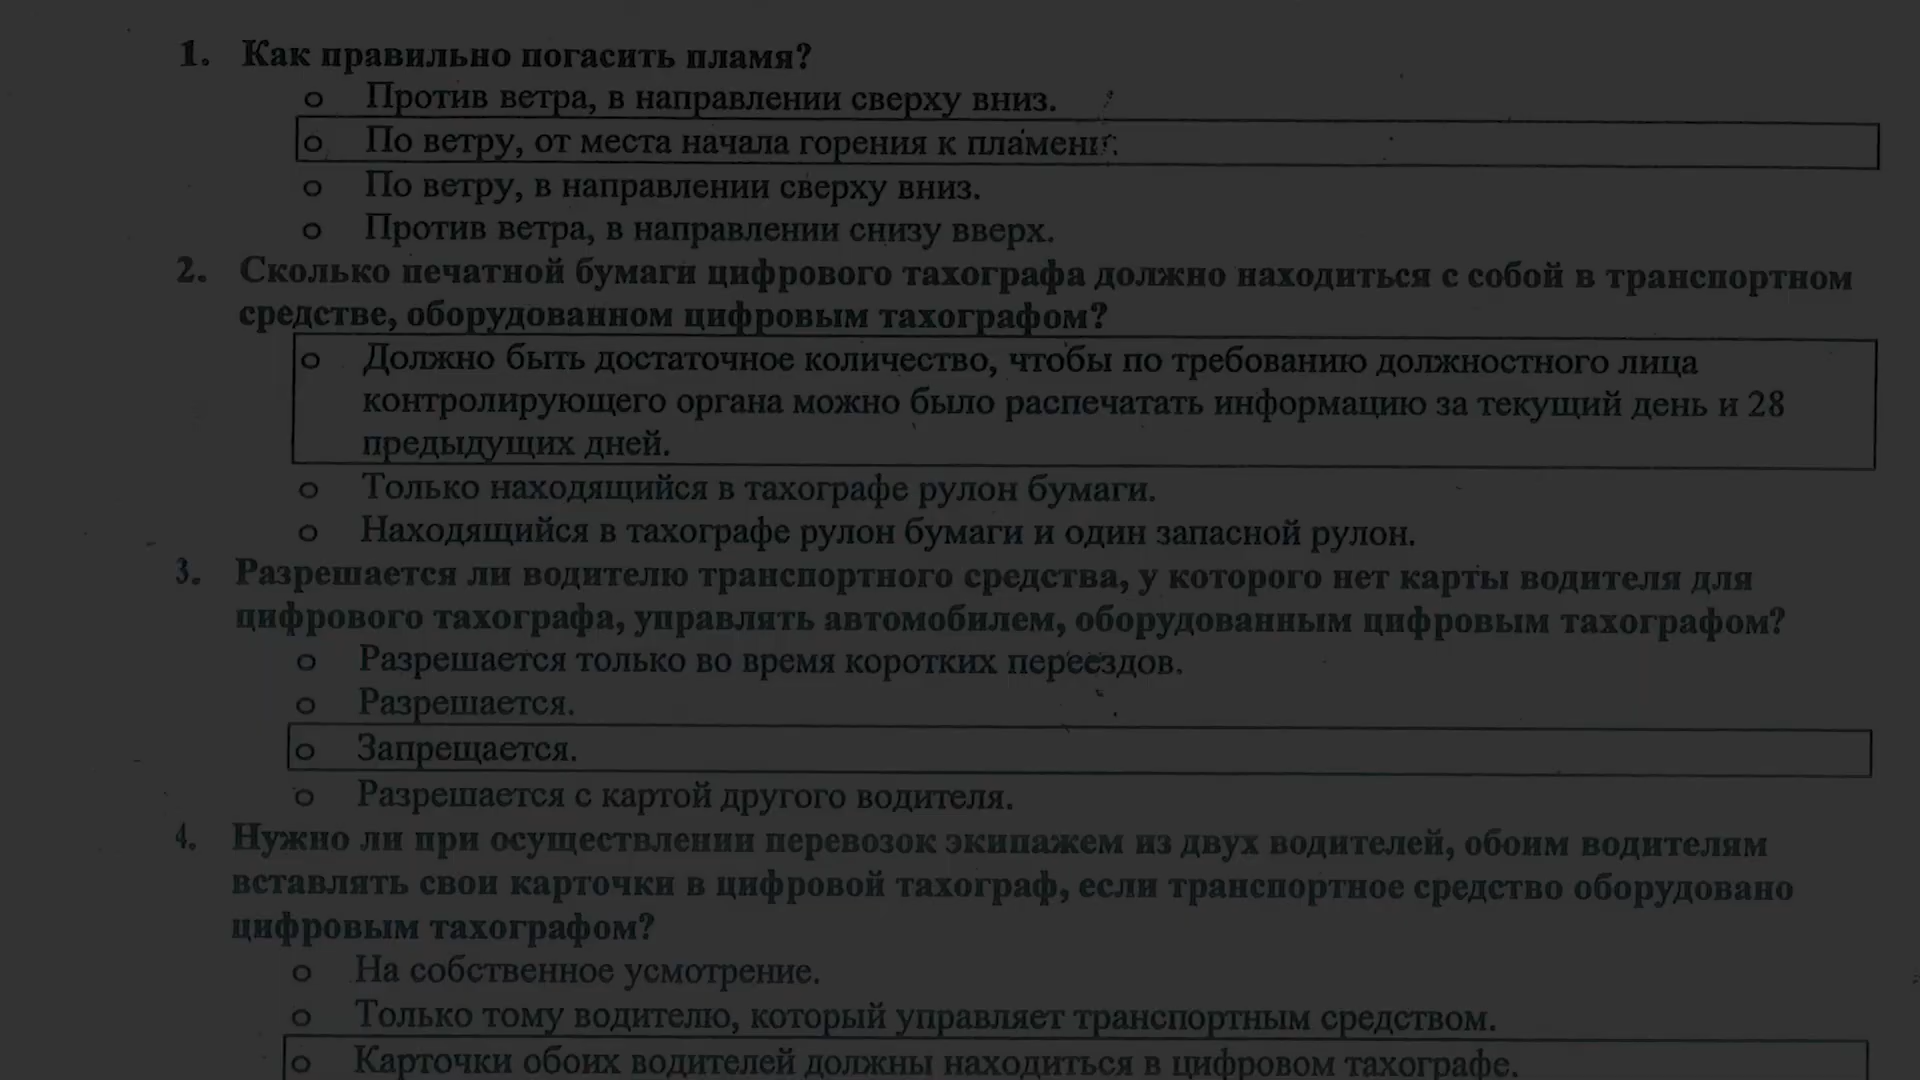 1. Как правильно погасить пламя?
o Против ветра, в направлении сверху вниз.
o По ветру, от места начала горения к пламени.
o По ветру, в направлении сверху вниз.
o Против ветра, в направлении снизу вверх.
2. Сколько печатной бумаги цифрового тахографа должно находиться с собой в транспортном
средстве, оборудованном цифровым тахографом?
o Должно быть достаточное количество, чтобы по требованию должностного лица
контролирующего органа можно было распечатать информацию за текущий день и 28
предыдущих дней.
o Только находящийся в тахографе рулон бумаги.
o Находящийся в тахографе рулон бумаги и один запасной рулон.
3. Разрешается ли водителю транспортного средства, у которого нет карты водителя для
цифрового тахографа, управлять автомобилем, оборудованным цифровым тахографом?
o Разрешается только во время коротких переездов.
o Разрешается.
o Запрещается.
o Разрешается с картой другого водителя.
4. Нужно ли при осуществлении перевозок экипажем из двух водителей, обоим водителям
вставлять свои карточки в цифровой тахограф, если транспортное средство оборудовано
цифровым тахографом?
o На собственное усмотрение.
o Только тому водителю, который управляет транспортным средством.
o Карточки обоих водителей должны находиться в цифровом тахографе.